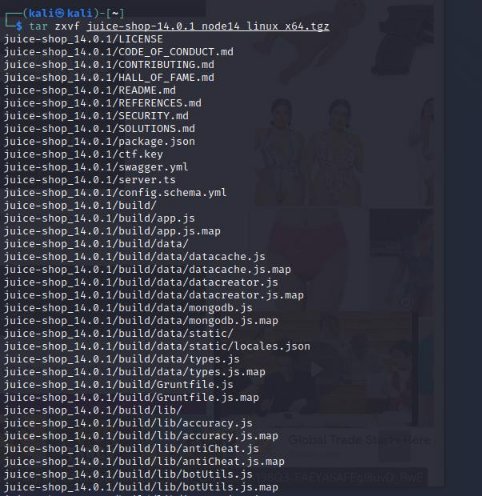 (kali㉿kali)-[~]
$ tar zxvf juice-shop-14.0.1_node14_linux_x64.tgz
juice-shop_14.0.1/LICENSE
juice-shop_14.0.1/CODE_OF_CONDUCT.md
juice-shop_14.0.1/CONTRIBUTING.md
juice-shop_14.0.1/HALL_OF_FAME.md
juice-shop_14.0.1/README.md
juice-shop_14.0.1/REFERENCES.md
juice-shop_14.0.1/SECURITY.md
juice-shop_14.0.1/SOLUTIONS.md
juice-shop_14.0.1/package.json
juice-shop_14.0.1/ctf.key
juice-shop_14.0.1/swagger.yml
juice-shop_14.0.1/server.ts
juice-shop_14.0.1/config.schema.yml
juice-shop_14.0.1/build/
juice-shop_14.0.1/build/app.js
juice-shop_14.0.1/build/app.js.map
juice-shop_14.0.1/build/data/
juice-shop_14.0.1/build/data/datacache.js
juice-shop_14.0.1/build/data/datacache.js.map
juice-shop_14.0.1/build/data/datacreator.js
juice-shop_14.0.1/build/data/datacreator.js.map
juice-shop_14.0.1/build/data/mongodb.js
juice-shop_14.0.1/build/data/mongodb.js.map
juice-shop_14.0.1/build/data/static/
juice-shop_14.0.1/build/data/static/locales.json
juice-shop_14.0.1/build/data/types.js
juice-shop_14.0.1/build/data/types.js.map
juice-shop_14.0.1/build/Gruntfile.js
juice-shop_14.0.1/build/Gruntfile.js.map
juice-shop_14.0.1/build/lib/
juice-shop_14.0.1/build/lib/accuracy.js
juice-shop_14.0.1/build/lib/accuracy.js.map
juice-shop_14.0.1/build/lib/antiCheat.js
Global Trade Starts Here
juice-shop_14.0.1/build/lib/antiCheat.js.map
juice-shop_14.0.1/build/lib/botUtils.js
juice-shop_14.0.1/build/lib/botUtils.js.map